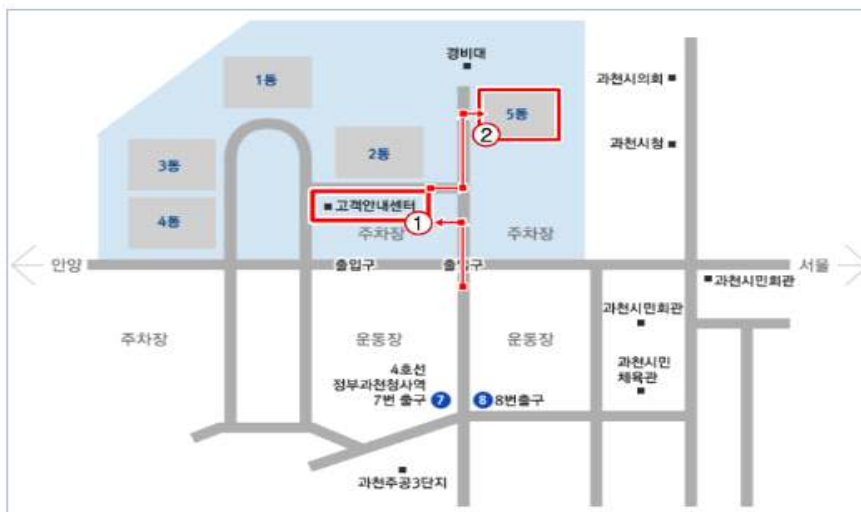 경비대
1동
5동
과천시의회
②
2동
과천시청
3동
고객안내센터
4동
①
주차장
주차장
안양
출입구
출입구
서울
과천시민회관
과천시민회관
주차장
운동장
운동장
4호선
정부과천청사역
7번 출구 7
8 8번출구
과천시민
체육관
과천주공3단지